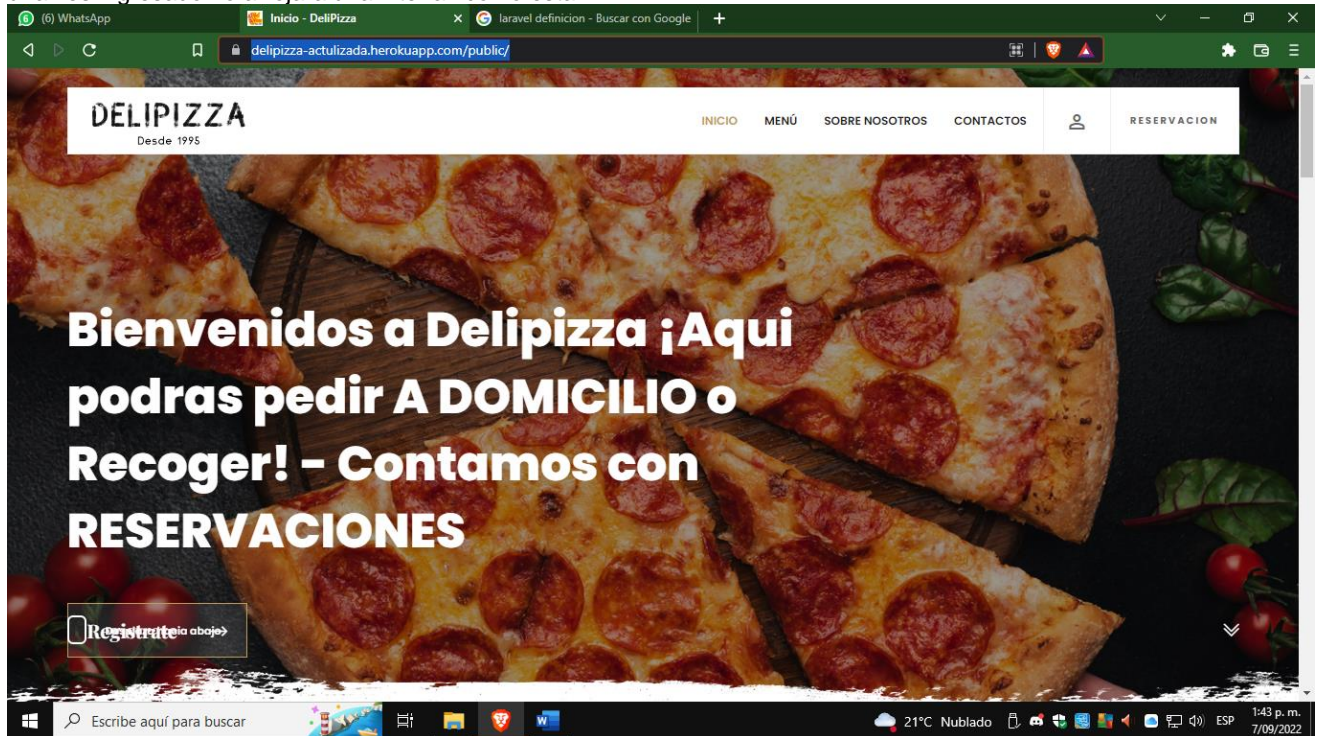 (6) WhatsApp
Inicio - DeliPizza
laravel definicion - Buscar con Google
delipizza-actulizada.herokuapp.com/public/
DELIPIZZA
Desde 1995
INICIO MENÚ SOBRE NOSOTROS CONTACTOS RESERVACION
Bienvenidos a Delipizza ¡Aqui
podras pedir A DOMICILIO o
Recoger! - Contamos con
RESERVACIONES
Registrate
abajo
Escribe aquí para buscar
21°C Nublado
ESP
1:43 p. m.
7/09/2022